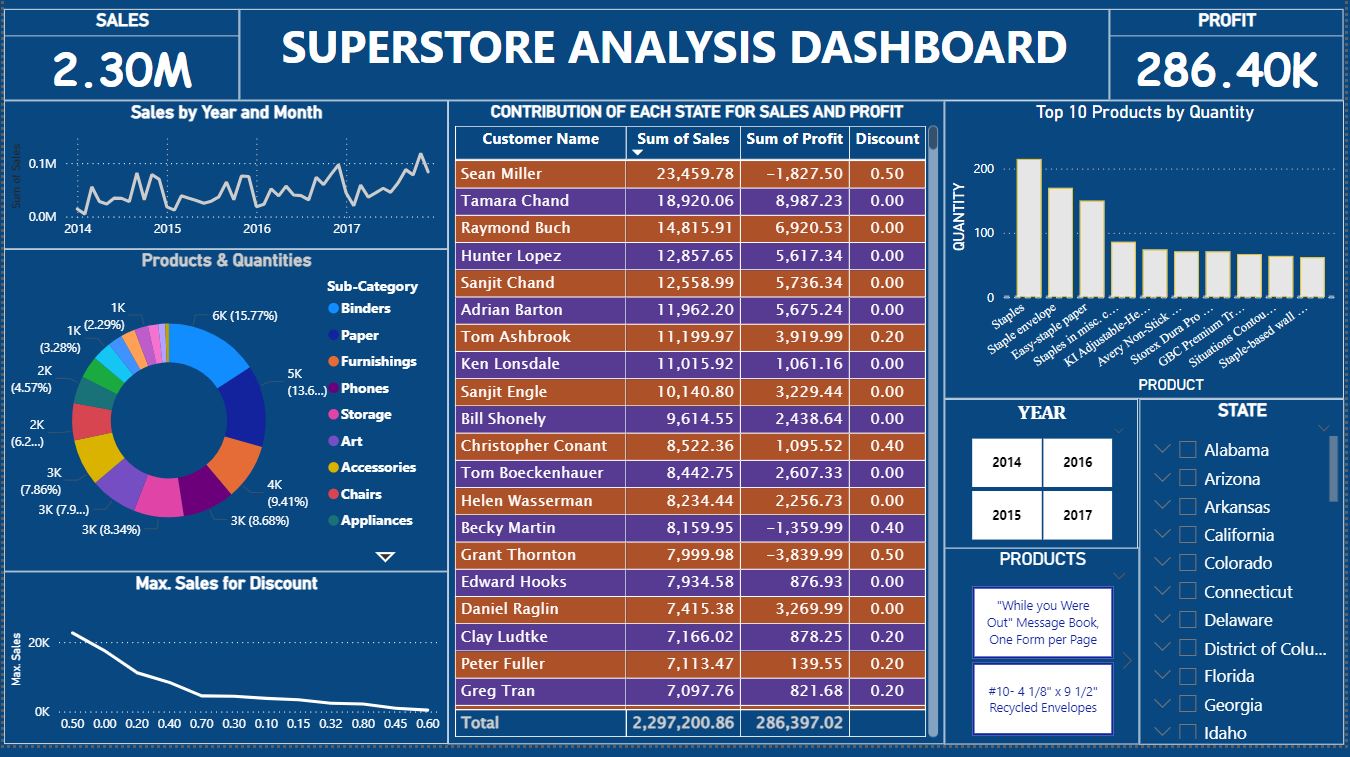 SALES
2.30M
SUPERSTORE ANALYSIS DASHBOARD
PROFIT
286.40K
Sales by Year and Month
Sum of Sales
0.1M
0.0M
2014 2015 2016 2017
Products & Quantities
1K
(2.29%)
1K
(3.28%)
2K
(4.57%)
2K
(6.2...)
3K
(7.86%)
3K (7.9...)
3K (8.34%)
3K (8.68%)
4K
(9.41%)
5K
(13.6...)
6K (15.77%)
Sub-Category
Binders
Paper
Furnishings
Phones
Storage
Art
Accessories
Chairs
Appliances
Max. Sales for Discount
Max. Sales
20K
0K
0.50 0.00 0.20 0.40 0.70 0.30 0.10 0.15 0.32 0.80 0.45 0.60
CONTRIBUTION OF EACH STATE FOR SALES AND PROFIT
Customer Name Sum of Sales Sum of Profit Discount
Sean Miller 23,459.78 -1,827.50 0.50
Tamara Chand 18,920.06 8,987.23 0.00
Raymond Buch 14,815.91 6,920.53 0.00
Hunter Lopez 12,857.65 5,617.34 0.00
Sanjit Chand 12,558.99 5,736.34 0.00
Adrian Barton 11,962.20 5,675.24 0.00
Tom Ashbrook 11,199.97 3,919.99 0.20
Ken Lonsdale 11,015.92 1,061.16 0.00
Sanjit Engle 10,140.80 3,229.44 0.00
Bill Shonely 9,614.55 2,438.64 0.00
Christopher Conant 8,522.36 1,095.52 0.40
Tom Boeckenhauer 8,442.75 2,607.33 0.00
Helen Wasserman 8,234.44 2,256.73 0.00
Becky Martin 8,159.95 -1,359.99 0.40
Grant Thornton 7,999.98 -3,839.99 0.50
Edward Hooks 7,934.58 876.93 0.00
Daniel Raglin 7,415.38 3,269.99 0.00
Clay Ludtke 7,166.02 878.25 0.20
Peter Fuller 7,113.47 139.55 0.20
Greg Tran 7,097.76 821.68 0.20
Total 2,297,200.86 286,397.02
Top 10 Products by Quantity
QUANTITY
200
100
0
Staples
Staple envelope
Easy-staple paper
Staples in misc. c...
KI Adjustable-He...
Avery Non-Stick ...
Storex Dura Pro ...
GBC Premium Tr...
Situations Contou...
Staple-based wall ...
PRODUCT
YEAR
2014 2016
2015 2017
PRODUCTS
"While you Were
Out" Message Book,
One Form per Page
#10- 4 1/8" x 9 1/2"
Recycled Envelopes
STATE
Alabama
Arizona
Arkansas
California
Colorado
Connecticut
Delaware
District of Colu...
Florida
Georgia
Idaho